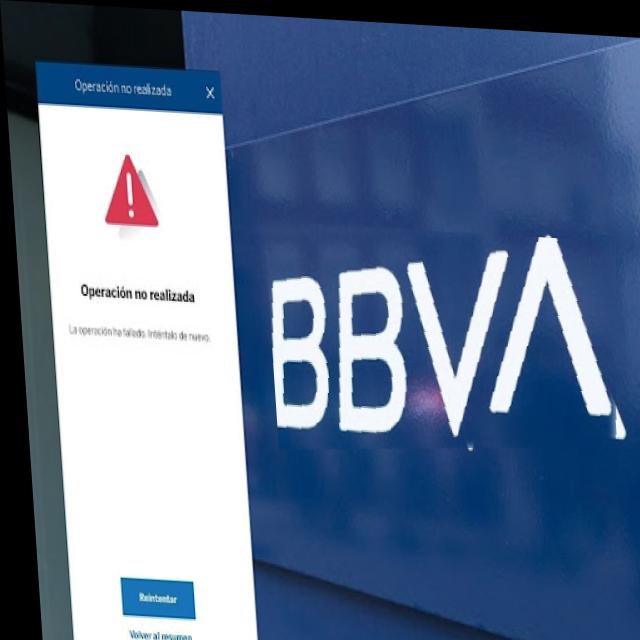 Operación no realizada
Operación no realizada
La operación ha fallado. Inténtalo de nuevo.
Reintentar
Volver al resumen
BBVA